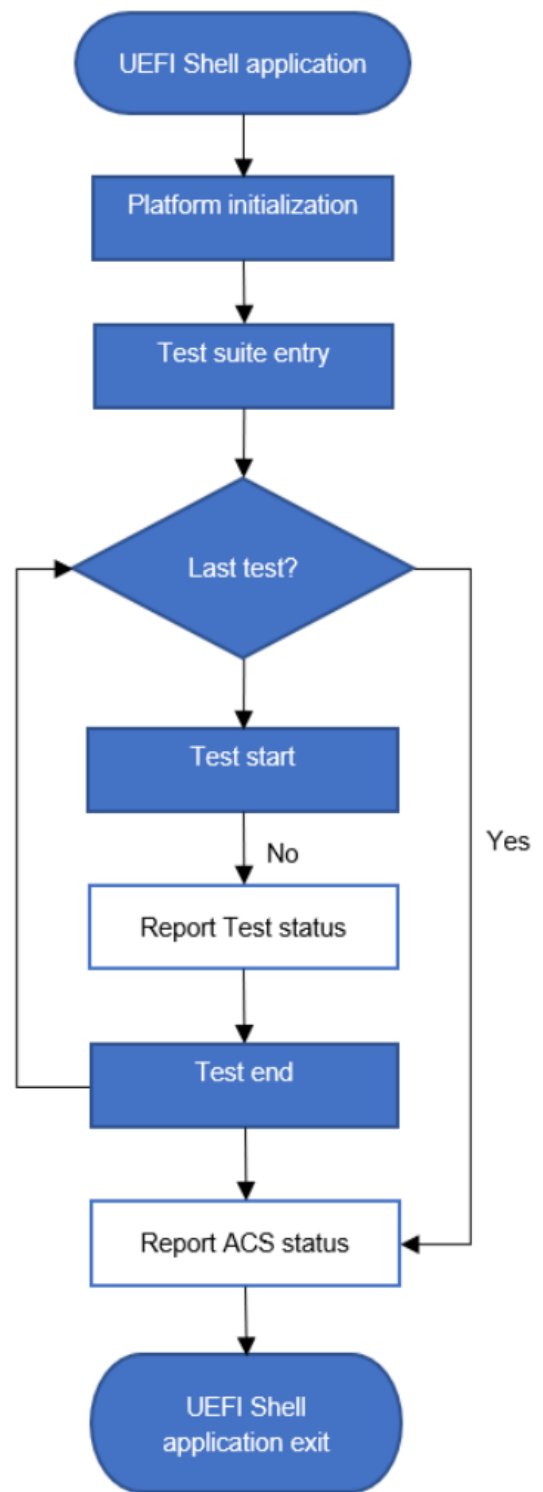 UEFI Shell application
Platform initialization
Test suite entry
Last test?
Test start
Yes
No
Report Test status
Test end
Report ACS status
UEFI Shell
application exit